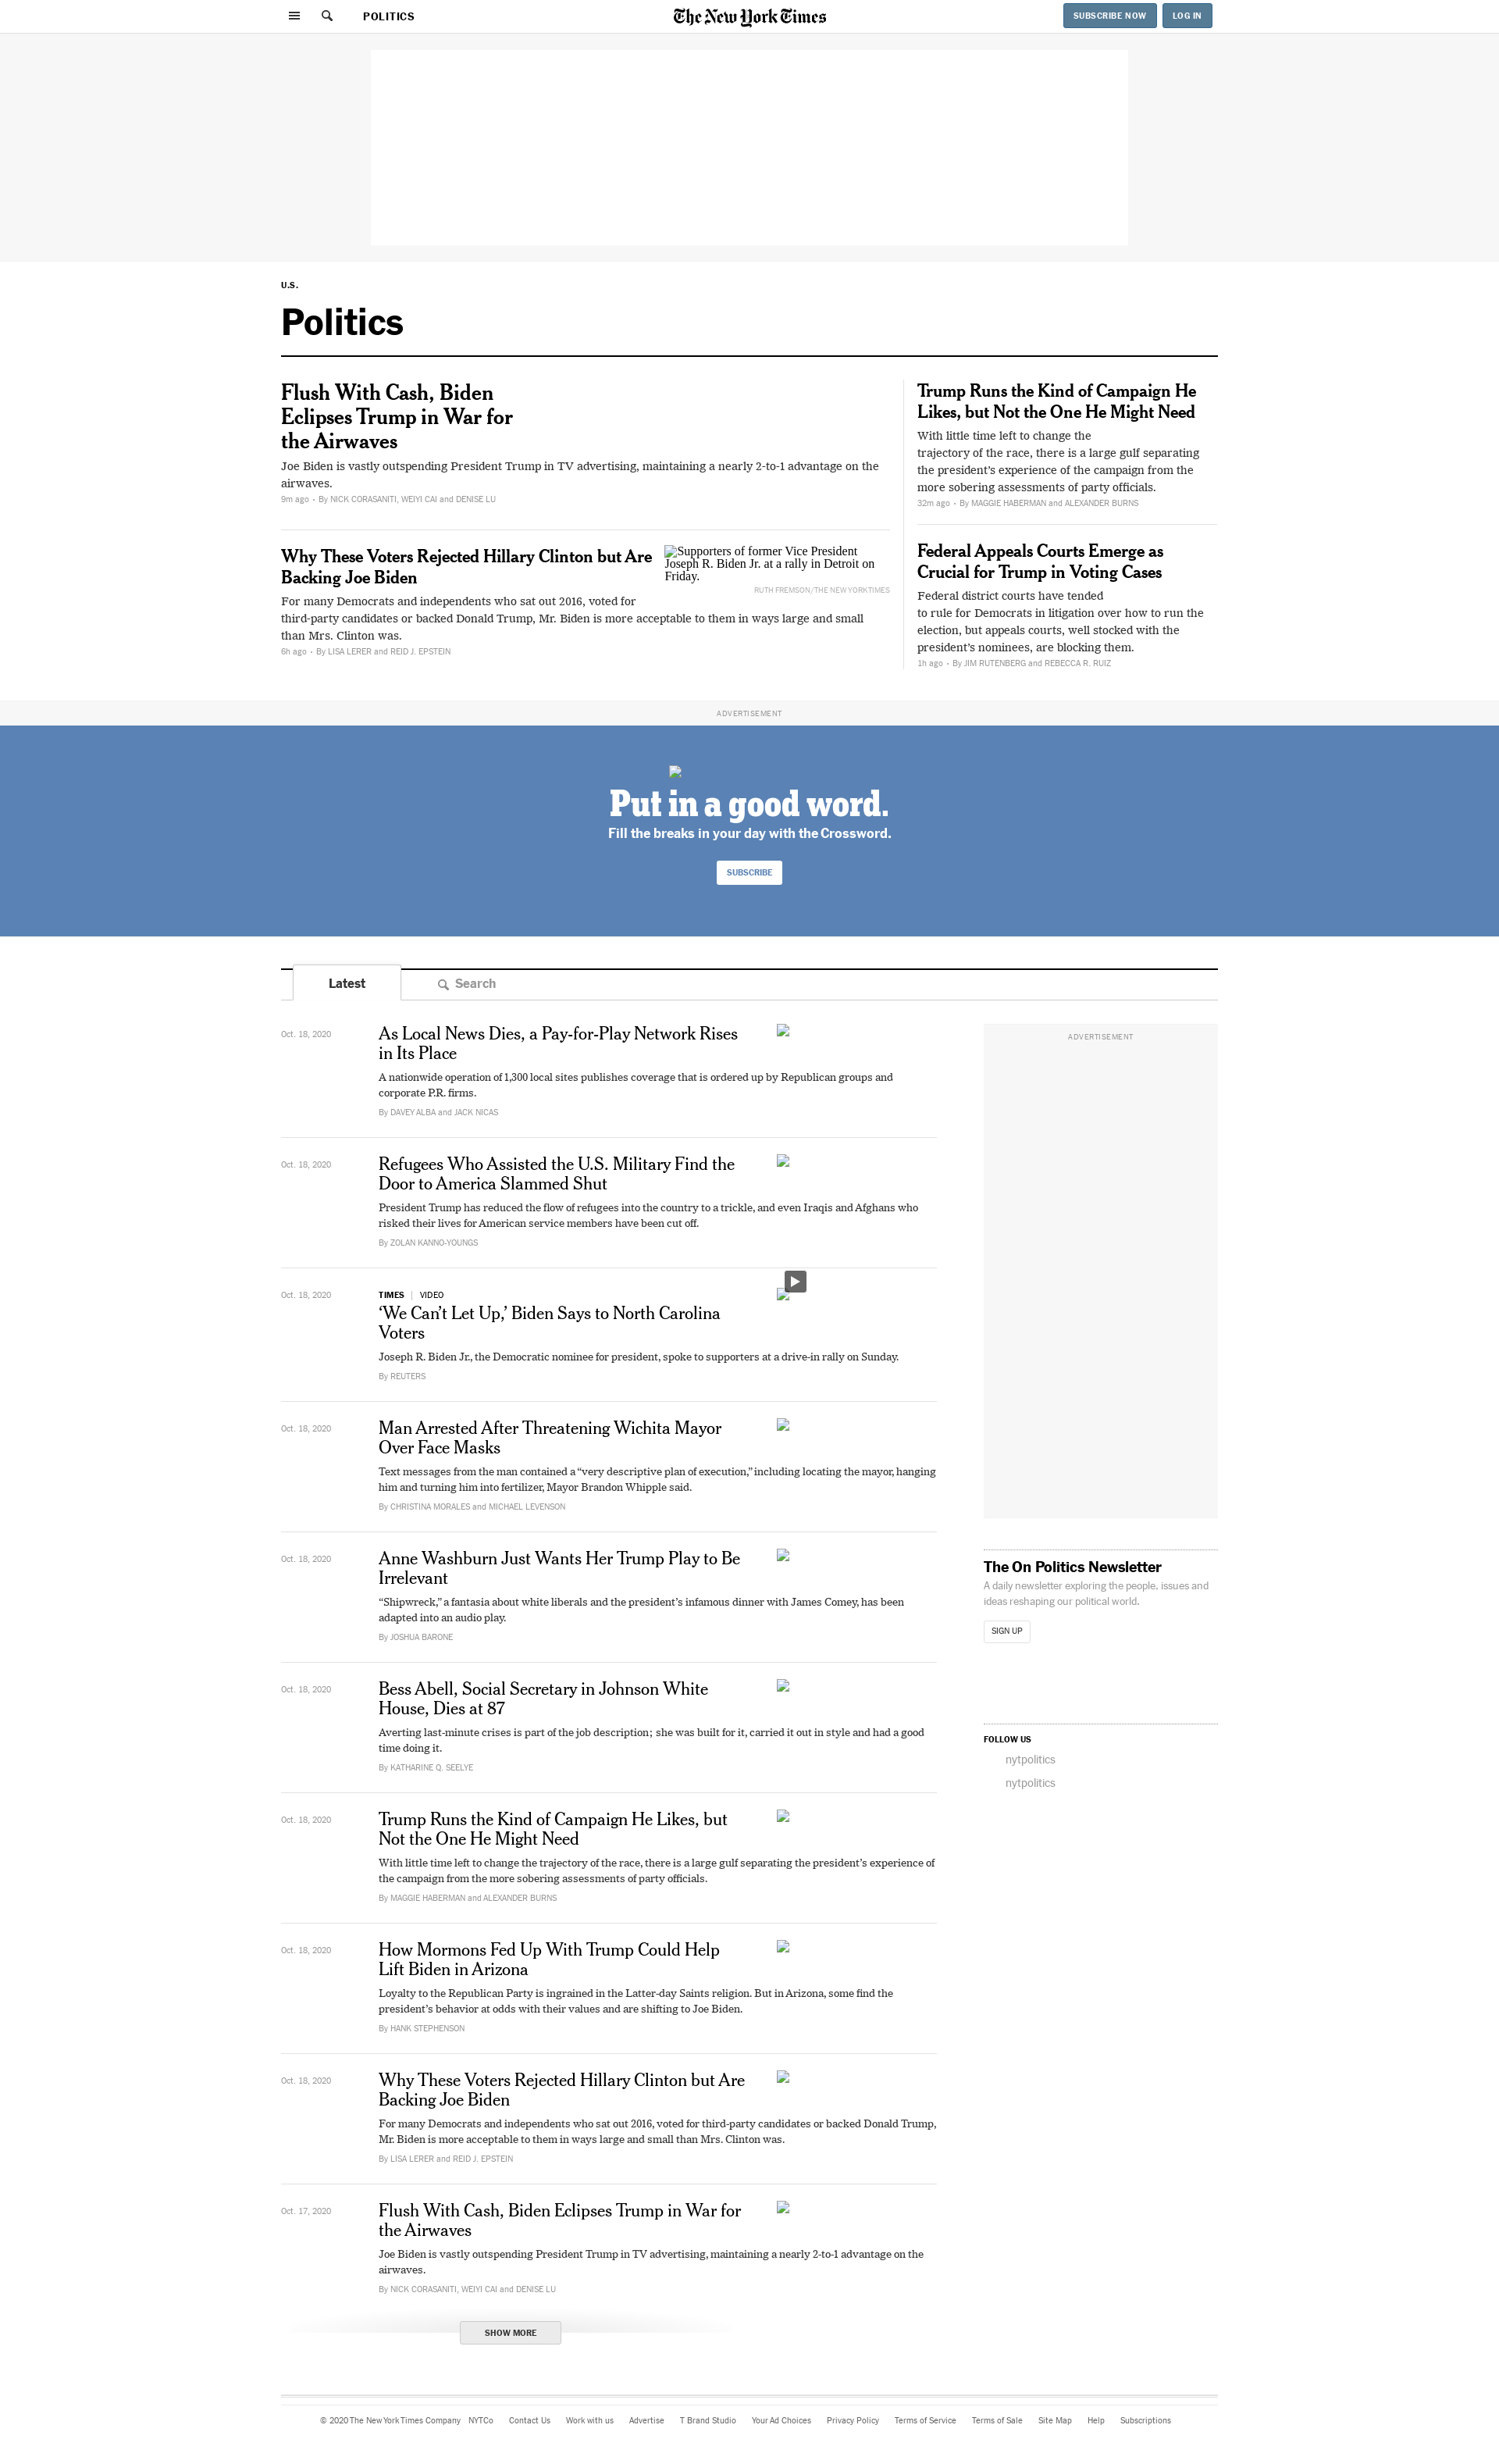 POLITICS
The New York Times
SUBSCRIBE NOW
LOG IN
U.S.
Politics
Flush With Cash, Biden
Eclipses Trump in War for
the Airwaves
Joe Biden is vastly outspending President Trump in TV advertising, maintaining a nearly 2-to-1 advantage on the
airwaves.
9m ago • By NICK CORASANITI, WEIYI CAI and DENISE LU
Why These Voters Rejected Hillary Clinton but Are
Backing Joe Biden
Supporters of former Vice President
Joseph R. Biden Jr. at a rally in Detroit on
Friday.
RUTH FREMSON/THE NEW YORK TIMES
For many Democrats and independents who sat out 2016, voted for
third-party candidates or backed Donald Trump, Mr. Biden is more acceptable to them in ways large and small
than Mrs. Clinton was.
6h ago • By LISA LERER and REID J. EPSTEIN
Trump Runs the Kind of Campaign He
Likes, but Not the One He Might Need
With little time left to change the
trajectory of the race, there is a large gulf separating
the president’s experience of the campaign from the
more sobering assessments of party officials.
32m ago • By MAGGIE HABERMAN and ALEXANDER BURNS
Federal Appeals Courts Emerge as
Crucial for Trump in Voting Cases
Federal district courts have tended
to rule for Democrats in litigation over how to run the
election, but appeals courts, well stocked with the
president’s nominees, are blocking them.
1h ago • By JIM RUTENBERG and REBECCA R. RUIZ
ADVERTISEMENT
Put in a good word.
Fill the breaks in your day with the Crossword.
SUBSCRIBE
Latest
Search
Oct. 18, 2020
As Local News Dies, a Pay-for-Play Network Rises
in Its Place
A nationwide operation of 1,300 local sites publishes coverage that is ordered up by Republican groups and
corporate P.R. firms.
By DAVEY ALBA and JACK NICAS
Oct. 18, 2020
Refugees Who Assisted the U.S. Military Find the
Door to America Slammed Shut
President Trump has reduced the flow of refugees into the country to a trickle, and even Iraqis and Afghans who
risked their lives for American service members have been cut off.
By ZOLAN KANNO-YOUNGS
Oct. 18, 2020
TIMES | VIDEO
‘We Can’t Let Up,’ Biden Says to North Carolina
Voters
Joseph R. Biden Jr., the Democratic nominee for president, spoke to supporters at a drive-in rally on Sunday.
By REUTERS
Oct. 18, 2020
Man Arrested After Threatening Wichita Mayor
Over Face Masks
Text messages from the man contained a “very descriptive plan of execution,” including locating the mayor, hanging
him and turning him into fertilizer, Mayor Brandon Whipple said.
By CHRISTINA MORALES and MICHAEL LEVENSON
Oct. 18, 2020
Anne Washburn Just Wants Her Trump Play to Be
Irrelevant
“Shipwreck,” a fantasia about white liberals and the president’s infamous dinner with James Comey, has been
adapted into an audio play.
By JOSHUA BARONE
Oct. 18, 2020
Bess Abell, Social Secretary in Johnson White
House, Dies at 87
Averting last-minute crises is part of the job description; she was built for it, carried it out in style and had a good
time doing it.
By KATHARINE Q. SEELYE
Oct. 18, 2020
Trump Runs the Kind of Campaign He Likes, but
Not the One He Might Need
With little time left to change the trajectory of the race, there is a large gulf separating the president’s experience of
the campaign from the more sobering assessments of party officials.
By MAGGIE HABERMAN and ALEXANDER BURNS
Oct. 18, 2020
How Mormons Fed Up With Trump Could Help
Lift Biden in Arizona
Loyalty to the Republican Party is ingrained in the Latter-day Saints religion. But in Arizona, some find the
president’s behavior at odds with their values and are shifting to Joe Biden.
By HANK STEPHENSON
Oct. 18, 2020
Why These Voters Rejected Hillary Clinton but Are
Backing Joe Biden
For many Democrats and independents who sat out 2016, voted for third-party candidates or backed Donald Trump,
Mr. Biden is more acceptable to them in ways large and small than Mrs. Clinton was.
By LISA LERER and REID J. EPSTEIN
Oct. 17, 2020
Flush With Cash, Biden Eclipses Trump in War for
the Airwaves
Joe Biden is vastly outspending President Trump in TV advertising, maintaining a nearly 2-to-1 advantage on the
airwaves.
By NICK CORASANITI, WEIYI CAI and DENISE LU
SHOW MORE
ADVERTISEMENT
The On Politics Newsletter
A daily newsletter exploring the people, issues and
ideas reshaping our political world.
SIGN UP
FOLLOW US
nytpolitics
nytpolitics
© 2020 The New York Times Company NYTCo Contact Us Work with us Advertise T Brand Studio Your Ad Choices Privacy Policy Terms of Service Terms of Sale Site Map Help Subscriptions